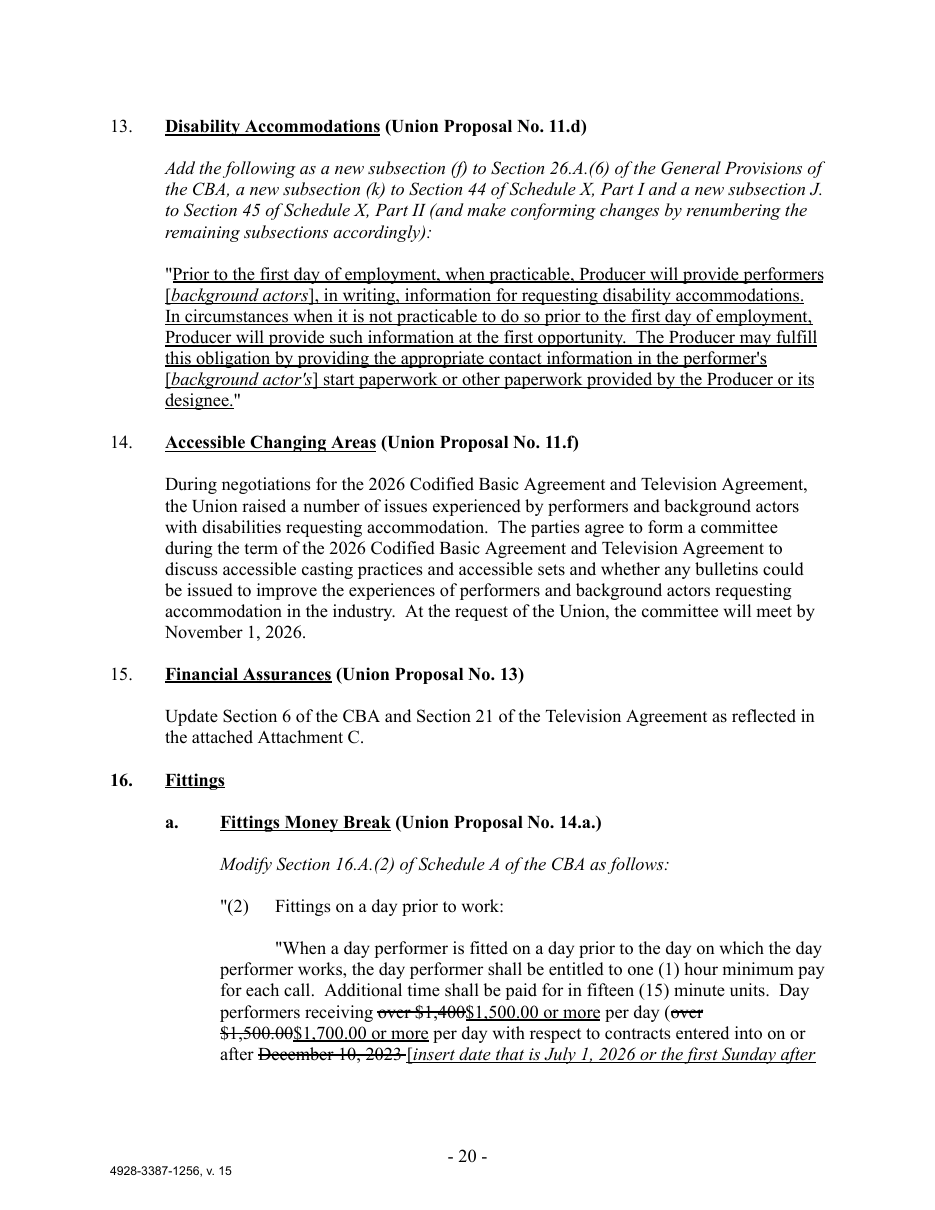 13. Disability Accommodations (Union Proposal No. 11.d)
Add the following as a new subsection (f) to Section 26.A.(6) of the General Provisions of
the CBA, a new subsection (k) to Section 44 of Schedule X, Part I and a new subsection J.
to Section 45 of Schedule X, Part II (and make conforming changes by renumbering the
remaining subsections accordingly):
"Prior to the first day of employment, when practicable, Producer will provide performers
[background actors], in writing, information for requesting disability accommodations.
In circumstances when it is not practicable to do so prior to the first day of employment,
Producer will provide such information at the first opportunity.  The Producer may fulfill
this obligation by providing the appropriate contact information in the performer's
[background actor's] start paperwork or other paperwork provided by the Producer or its
designee."
14. Accessible Changing Areas (Union Proposal No. 11.f)
During negotiations for the 2026 Codified Basic Agreement and Television Agreement,
the Union raised a number of issues experienced by performers and background actors
with disabilities requesting accommodation.  The parties agree to form a committee
during the term of the 2026 Codified Basic Agreement and Television Agreement to
discuss accessible casting practices and accessible sets and whether any bulletins could
be issued to improve the experiences of performers and background actors requesting
accommodation in the industry.  At the request of the Union, the committee will meet by
November 1, 2026.
15. Financial Assurances (Union Proposal No. 13)
Update Section 6 of the CBA and Section 21 of the Television Agreement as reflected in
the attached Attachment C.
16. Fittings
a. Fittings Money Break (Union Proposal No. 14.a.)
Modify Section 16.A.(2) of Schedule A of the CBA as follows:
"(2) Fittings on a day prior to work:
"When a day performer is fitted on a day prior to the day on which the day
performer works, the day performer shall be entitled to one (1) hour minimum pay
for each call.  Additional time shall be paid for in fifteen (15) minute units.  Day
performers receiving over $1,400$1,500.00 or more per day (over
$1,500.00$1,700.00 or more per day with respect to contracts entered into on or
after December 10, 2023 [insert date that is July 1, 2026 or the first Sunday after
- 20 -
4928-3387-1256, v. 15